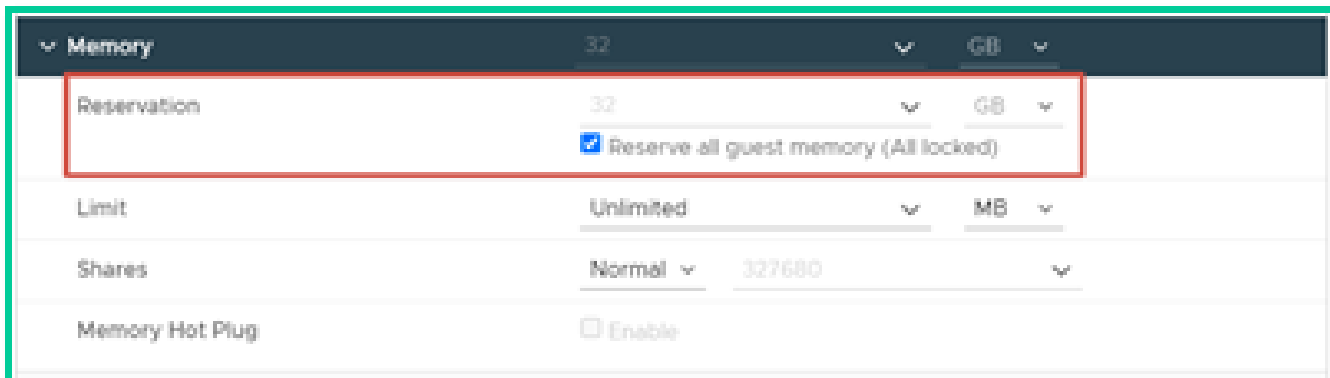 Memory 32 GB
Reservation 32 GB
Reserve all guest memory (All locked)
Limit Unlimited MB
Shares Normal 327680
Memory Hot Plug Enable